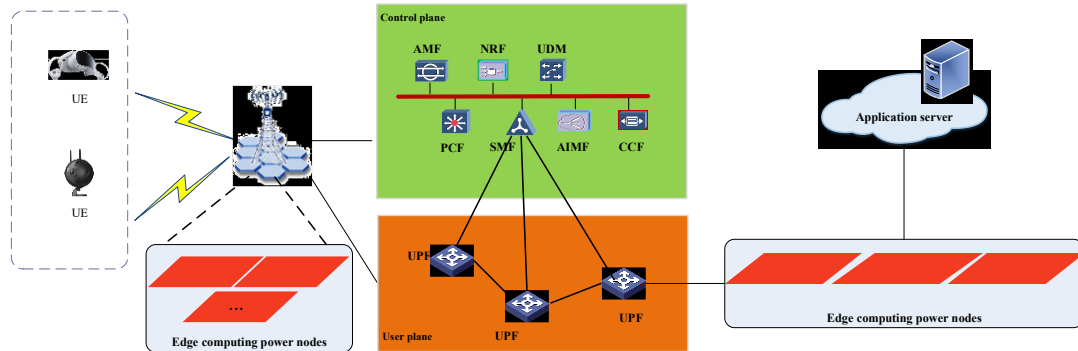 Control plane
AMF
NRF
UDM
PCF
SMF
AIMF
CCF
UE
UE
Application server
UPF
UPF
UPF
User plane
...
Edge computing power nodes
Edge computing power nodes